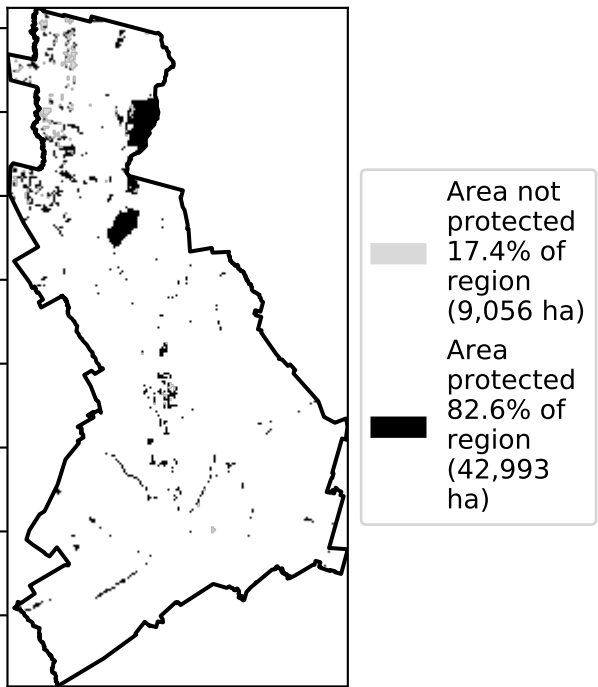 Area not
protected
17.4% of
region
(9,056 ha)
Area
protected
82.6% of
region
(42,993
ha)